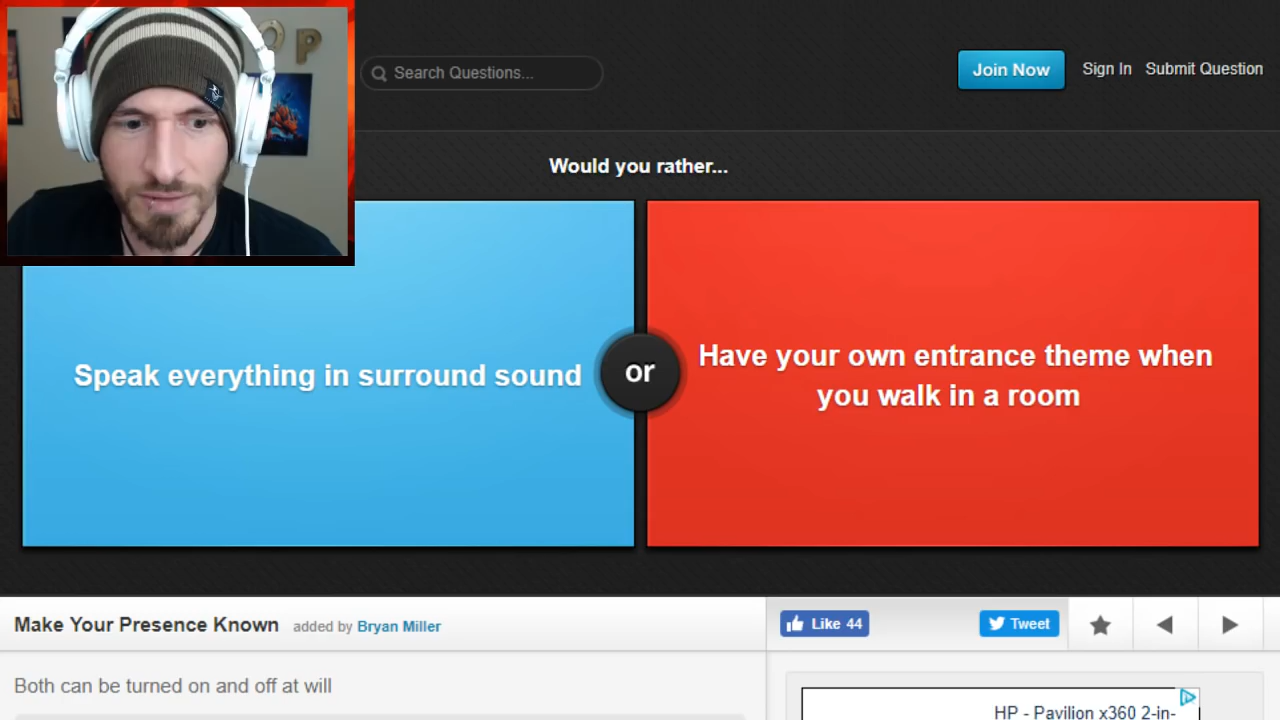 OP
Search Questions...
Join Now
Sign In
Submit Question
Would you rather...
Speak everything in surround sound
or
Have your own entrance theme when
you walk in a room
Make Your Presence Known
added by Bryan Miller
Like 44
Tweet
Both can be turned on and off at will
HP - Pavilion x360 2-in-